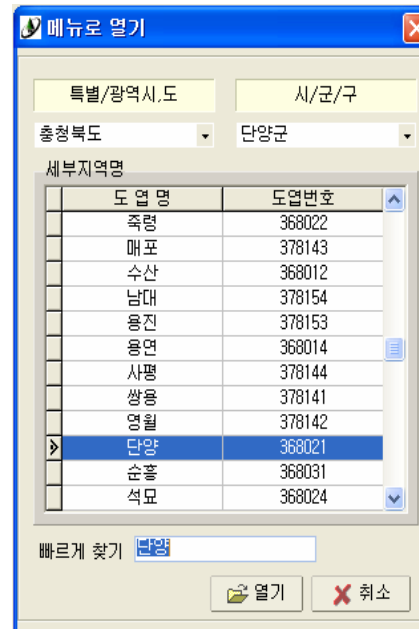 메뉴로 열기
특별/광역시,도 시/군/구
충청북도 단양군
세부지역명
도 엽 명 도엽번호
죽령 368022
매포 378143
수산 368012
남대 378154
용진 378153
용연 368014
사평 378144
쌍용 378141
영월 378142
단양 368021
순흥 368031
석묘 368024
빠르게 찾기 단양
열기 취소